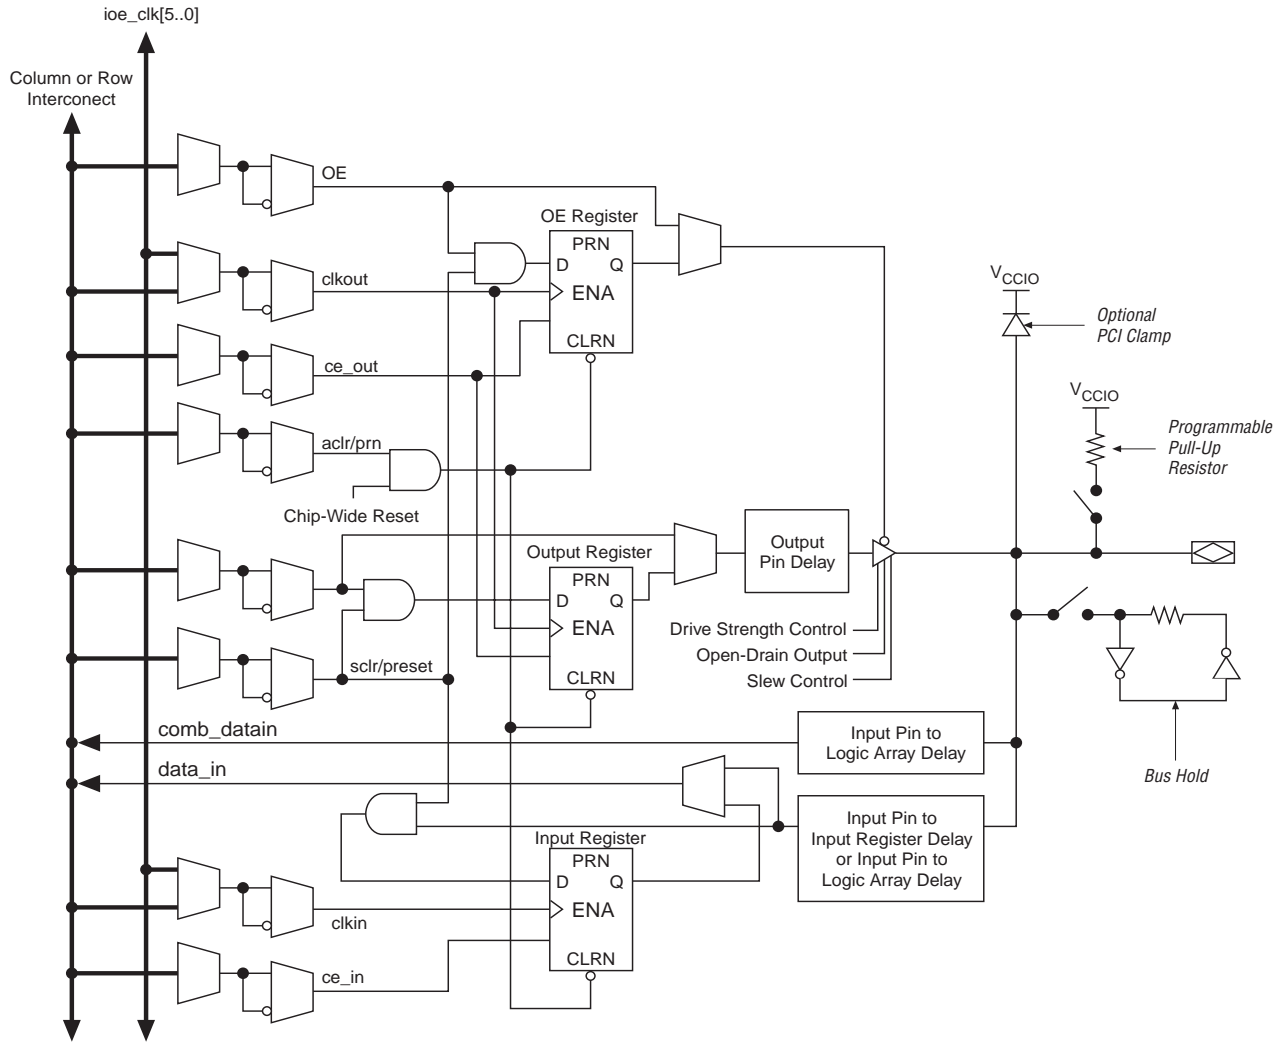 ioe_clk[5..0]
Column or Row
Interconect
OE
OE Register
PRN
D
Q
clkout
ENA
CLRN
ce_out
aclr/prn
Chip-Wide Reset
VCCIO
Optional
PCI Clamp
VCCIO
Programmable
Pull-Up
Resistor
Output Register
PRN
D
Q
ENA
CLRN
Output
Pin Delay
sclr/preset
Drive Strength Control
Open-Drain Output
Slew Control
comb_datain
Input Pin to
Logic Array Delay
data_in
Bus Hold
Input Pin to
Input Register Delay
or Input Pin to
Logic Array Delay
Input Register
PRN
D
Q
clkin
ENA
CLRN
ce_in